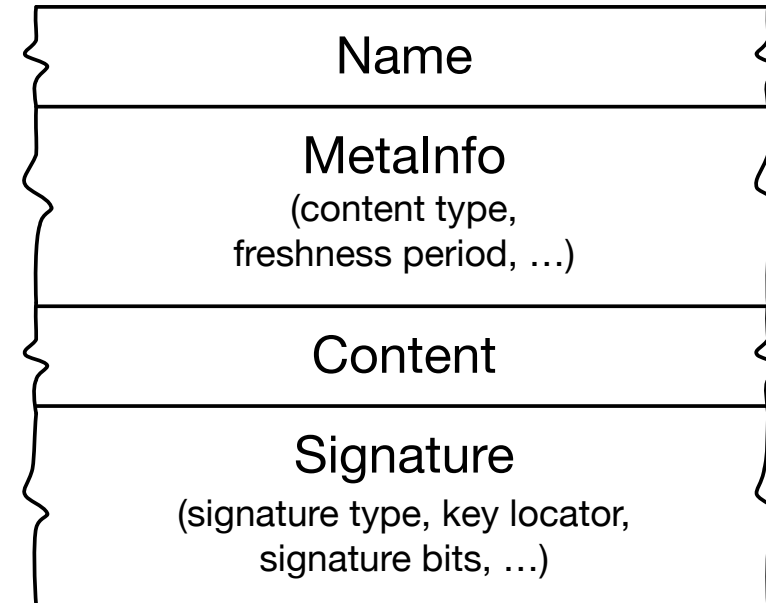 Name
MetaInfo
(content type,
freshness period, …)
Content
Signature
(signature type, key locator,
signature bits, …)